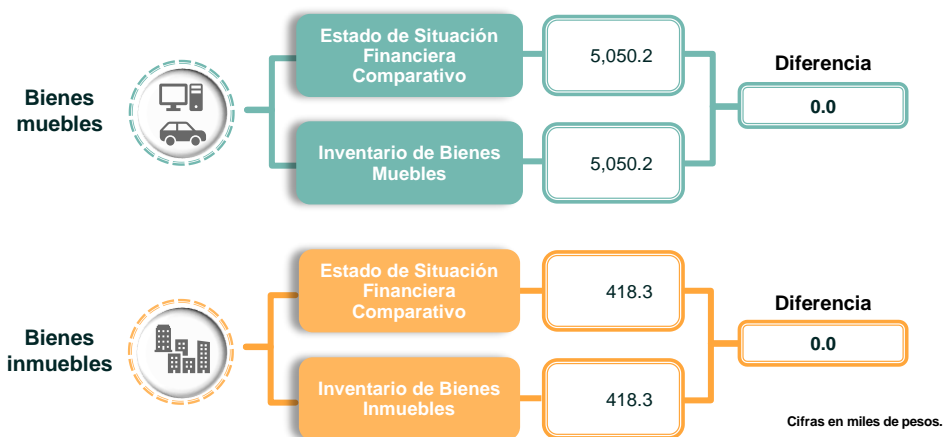 Bienes
muebles
Estado de Situación
Financiera
Comparativo
5,050.2
Inventario de Bienes
Muebles
5,050.2
Diferencia
0.0
Bienes
inmuebles
Estado de Situación
Financiera
Comparativo
418.3
Inventario de Bienes
Inmuebles
418.3
Diferencia
0.0
Cifras en miles de pesos.